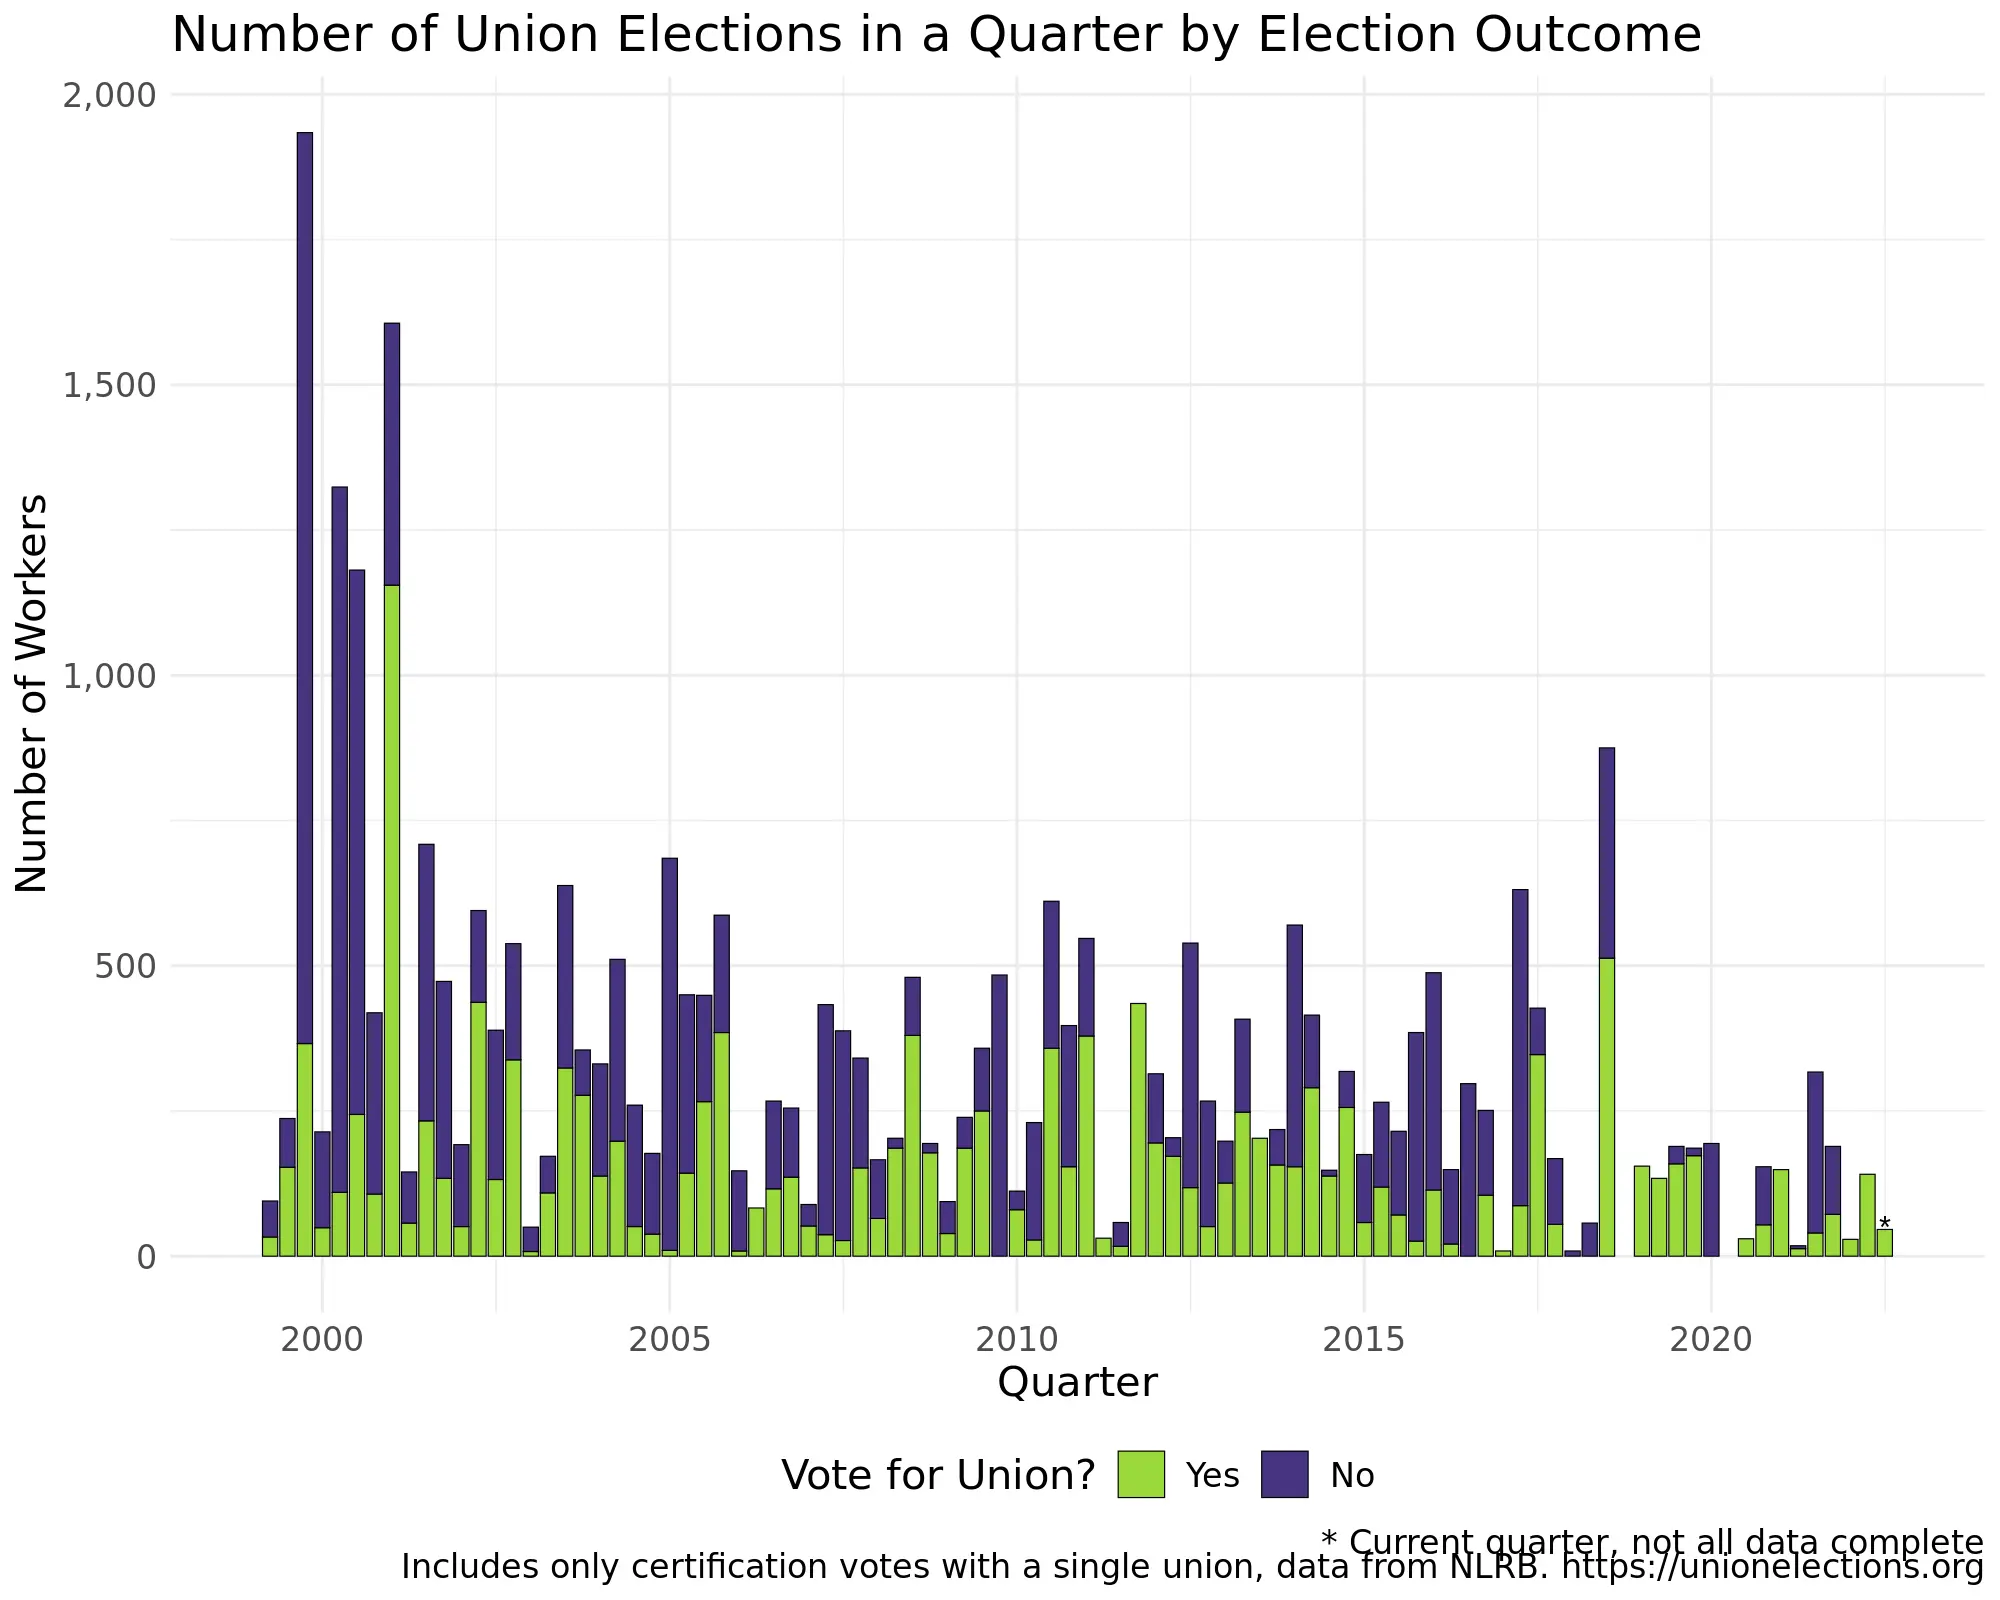 Number of Union Elections in a Quarter by Election Outcome
Number of Workers
2,000
1,500
1,000
500
0
*
2000 2005 2010 2015 2020
Quarter
Vote for Union? Yes No
* Current quarter, not all data complete
Includes only certification votes with a single union, data from NLRB. https://unionelections.org